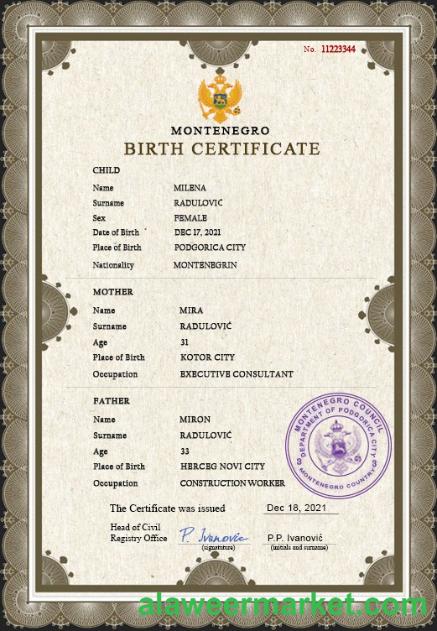 No. 11223344
MONTENEGRO
BIRTH CERTIFICATE
CHILD
Name MILENA
Surname RADULOVIĆ
Sex FEMALE
Date of Birth DEC 17, 2021
Place of Birth PODGORICA CITY
Nationality MONTENEGRIN
MOTHER
Name MIRA
Surname RADULOVIĆ
Age 31
Place of Birth KOTOR CITY
Occupation EXECUTIVE CONSULTANT
FATHER
Name MIRON
Surname RADULOVIĆ
Age 33
Place of Birth HERCEG NOVI CITY
Occupation CONSTRUCTION WORKER
MONTENEGRO COUNCIL
DEPARTMENT OF PODGORICA CITY
3 3
MONTENEGRO COUNTRY
The Certificate was issued Dec 18, 2021
Head of Civil
Registry Office P. Ivanović P.P. Ivanović
(signatiture) (initials and surname)
alaweermarket.com